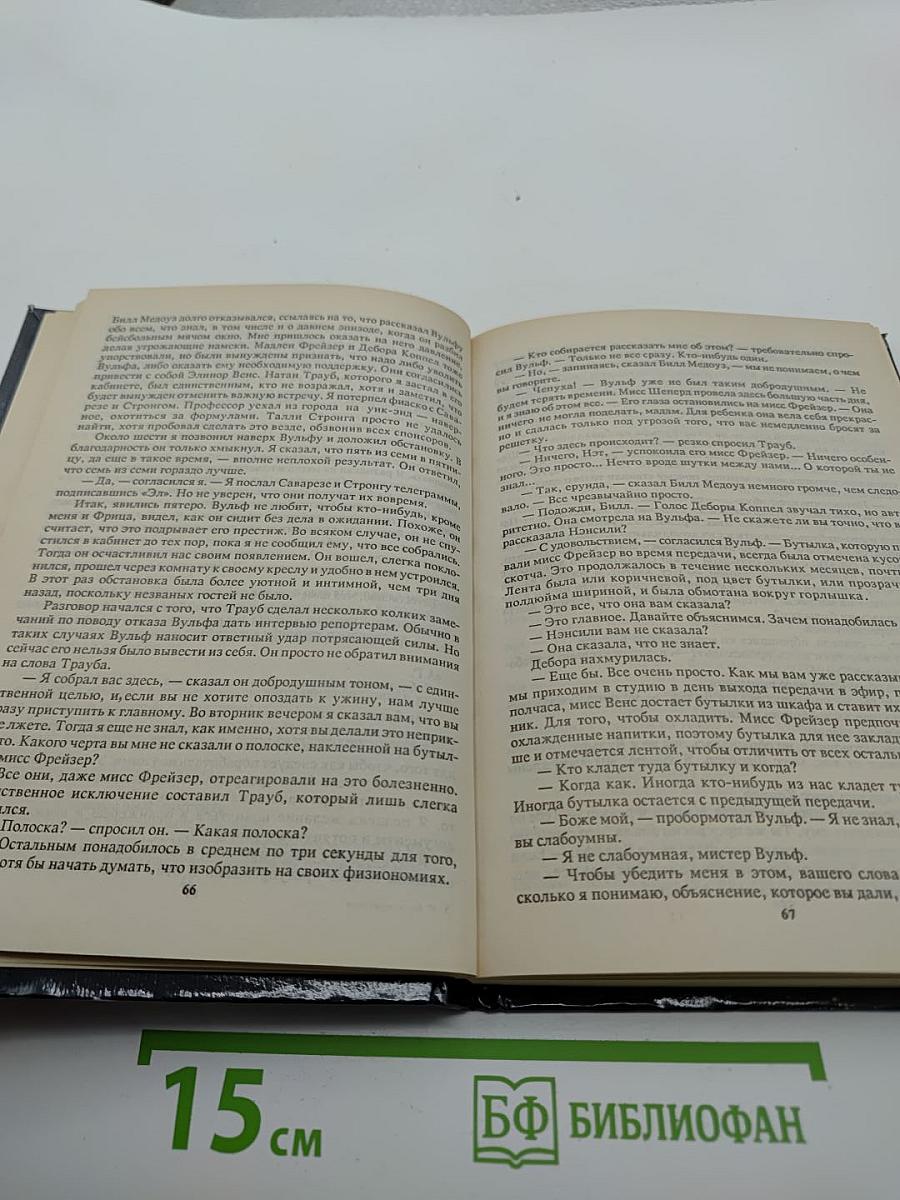 Билл Медоуз долго отказывался, ссылаясь на то, что рассказал Вульфу
обо всем, что знал, в том числе и о давнем эпизоде, когда он разбил
бейсбольным мячом окно. Мне пришлось оказать на него давление,
делая угрожающие намеки. Маделен Фрейзер и Дебора Коппел тоже
упорствовали, но были вынуждены признать, что надо либо уволить
Вульфа, либо оказать ему необходимую поддержку. Они согласились
привести с собой Элинор Венс. Натан Трауб, которого я застал в его
кабинете, был единственным, кто не возражал, хотя и заметил, что
будет вынужден отменить важную встречу. Я потерпел фиаско с Сава-
резе и Стронгом. Профессор уехал из города на уик-энд — навер-
ное, охотиться за формулами. Талли Стронга просто не удалось
найти, хотя пробовал сделать это везде, обзвонив всех спонсоров.
Около шести я позвонил наверх Вульфу и доложил обстановку. В
благодарность он только хмыкнул. Я сказал, что пять из семи в пятни-
цу, да еще в такое время, — вполне неплохой результат. Он ответил,
что семь из семи гораздо лучше.
— Да, — согласился я. — Я послал Саварезе и Стронгу телеграммы,
подписавшись «Эл». Но не уверен, что они получат их вовремя.
Итак, явились пятеро. Вульф не любит, чтобы кто-нибудь, кроме
меня и Фрица, видел, как он сидит без дела в ожидании. Похоже, он
считает, что это подрывает его престиж. Во всяком случае, он не спу-
стился в кабинет до тех пор, пока я не сообщил ему, что все собрались.
Тогда он осчастливил нас своим появлением. Он вошел, слегка покло-
нился, прошел через комнату к своему креслу и удобно в нем устроился.
В этот раз обстановка была более уютной и интимной, чем три дня
назад, поскольку незваных гостей не было.
Разговор начался с того, что Трауб сделал несколько колких заме-
чаний по поводу отказа Вульфа дать интервью репортерам. Обычно в
таких случаях Вульф наносит ответный удар потрясающей силы. Но
сейчас его нельзя было вывести из себя. Он просто не обратил внимания
на слова Трауба.
— Я собрал вас здесь, — сказал он добродушным тоном, — с един-
ственной целью, и, если вы не хотите опоздать к ужину, нам лучше
разу приступить к главному. Во вторник вечером я сказал вам, что вы
лжете. Тогда я еще не знал, как именно, хотя вы делали это неприк-
то. Какого черта вы мне не сказали о полоске, наклеенной на бутыл-
мисс Фрейзер?
Все они, даже мисс Фрейзер, отреагировали на это болезненно.
ственное исключение составил Трауб, который лишь слегка
ился.
Полоска? — спросил он. — Какая полоска?
Остальным понадобилось в среднем по три секунды для того,
отя бы начать думать, что изобразить на своих физиономиях.
66
— Кто собирается рассказать мне об этом? — требовательно спро-
сил Вульф. — Только не все сразу. Кто-нибудь один.
— Но, — запинаясь, сказал Билл Медоуз, — мы не понимаем, о чем
вы говорите.
— Чепуха! — Вульф уже не был таким добродушным. — Не
будем терять времени. Мисс Шеперд провела здесь большую часть дня,
и я знаю об этом все. — Его глаза остановились на мисс Фрейзер. — Она
ничего не могла поделать, мадам. Для ребенка она вела себя прекрас-
но и сдалась только под угрозой того, что вас немедленно бросят за
решетку.
— Что здесь происходит? — резко спросил Трауб.
— Ничего, Нэт, — успокоила его мисс Фрейзер. — Ничего особен-
ного. Это просто... Нечто вроде шутки между нами... О которой ты не
знал...
— Так, ерунда, — сказал Билл Медоуз немного громче, чем следо-
вало. — Все чрезвычайно просто.
— Подожди, Билл. — Голос Деборы Коппел звучал тихо, но авт
ритетно. Она смотрела на Вульфа. — Не скажете ли вы точно, что в
рассказала Нэнсили?
— С удовольствием, — согласился Вульф. — Бутылка, которую п
вали мисс Фрейзер во время передачи, всегда была отмечена кусо
скотча. Это продолжалось в течение нескольких месяцев, почт
Лента была или коричневой, под цвет бутылки, или прозрач
полдюйма шириной, и была обмотана вокруг горлышка.
— Это все, что она вам сказала?
— Это главное. Давайте объяснимся. Зачем понадобилась
— Нэнсили вам не сказала?
— Она сказала, что не знает.
Дебора нахмурилась.
— Еще бы. Все очень просто. Как мы вам уже рассказы
мы приходим в студию в день выхода передачи в эфир, п
полчаса, мисс Венс достает бутылки из шкафа и ставит их
ник. Для того, чтобы охладить. Мисс Фрейзер предпоч
охлажденные напитки, поэтому бутылка для нее заклад
ше и отмечается лентой, чтобы отличить от всех осталь
— Кто кладет туда бутылку и когда?
— Когда как. Иногда кто-нибудь из нас кладет ту
Иногда бутылка остается с предыдущей передачи.
— Боже мой, — пробормотал Вульф. — Я не знал,
вы слабоумны.
— Я не слабоумная, мистер Вульф.
— Чтобы убедить меня в этом, вашего слова
сколько я понимаю, объяснение, которое вы дали,
67
15 см
БФ БИБЛИОФАН